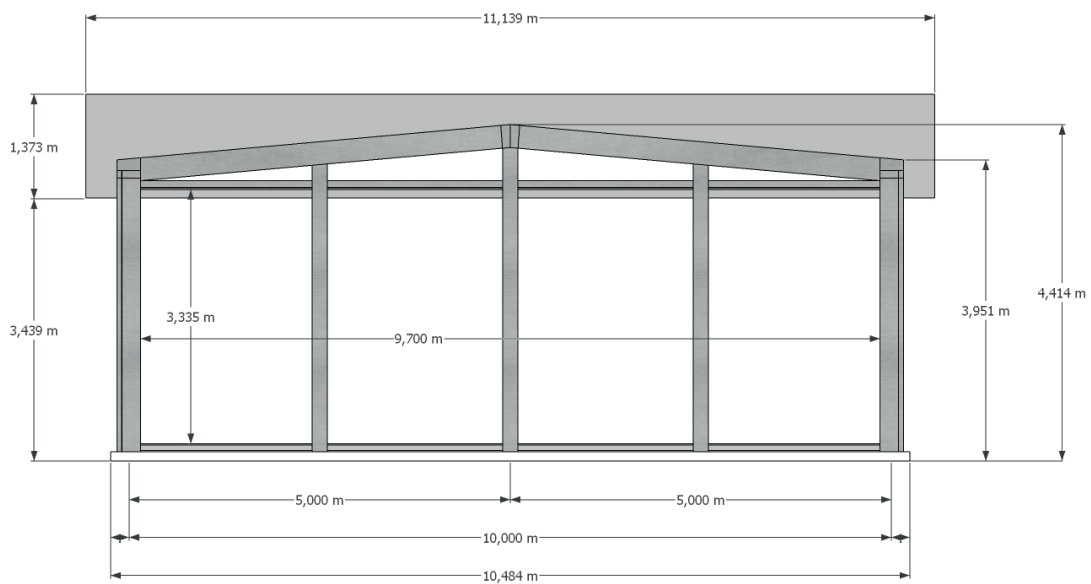 11,139 m
1,373 m
3,439 m
3,335 m
9,700 m
3,951 m
4,414 m
5,000 m
5,000 m
10,000 m
10,484 m